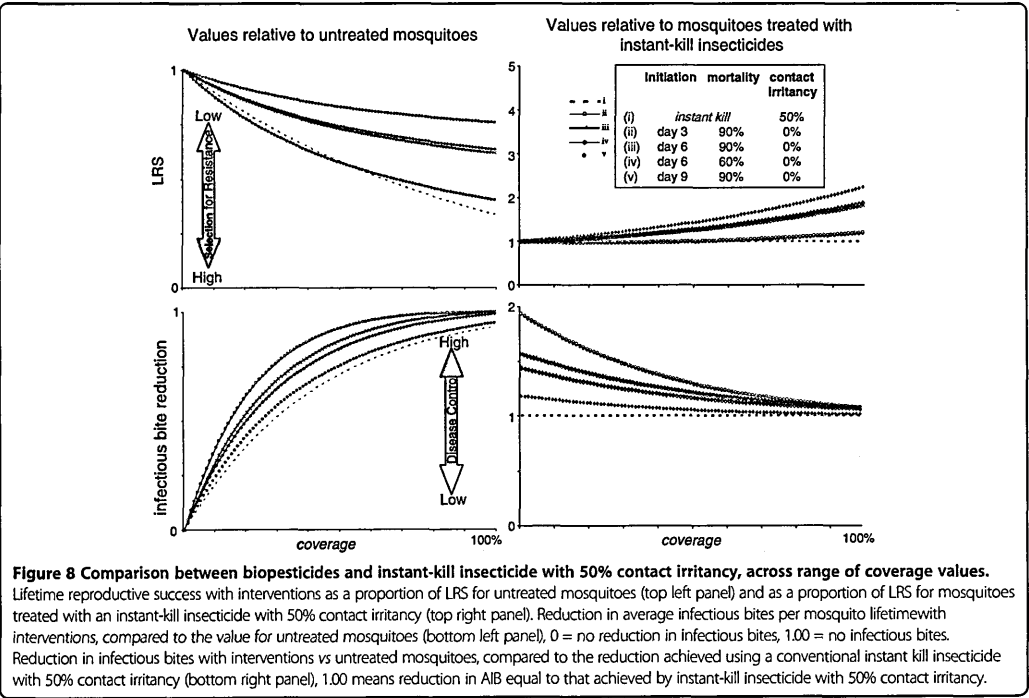 Values relative to untreated mosquitoes
Values relative to mosquitoes treated with
instant-kill insecticides
1
Low
LRS
Selection for Resistance
High
0
5
4
3
2
1
0
i
ii
iii
iv
v
Initiation mortality contact
irritancy
(i) instant kill 50%
(ii) day 3 90% 0%
(iii) day 6 90% 0%
(iv) day 6 60% 0%
(v) day 9 90% 0%
1
infectious bite reduction
High
Disease Control
Low
0
coverage 100%
2
1
0
coverage 100%
Figure 8 Comparison between biopesticides and instant-kill insecticide with 50% contact irritancy, across range of coverage values.
Lifetime reproductive success with interventions as a proportion of LRS for untreated mosquitoes (top left panel) and as a proportion of LRS for mosquitoes
treated with an instant-kill insecticide with 50% contact irritancy (top right panel). Reduction in average infectious bites per mosquito lifetimewith
interventions, compared to the value for untreated mosquitoes (bottom left panel), 0 = no reduction in infectious bites, 1.00 = no infectious bites.
Reduction in infectious bites with interventions vs untreated mosquitoes, compared to the reduction achieved using a conventional instant kill insecticide
with 50% contact irritancy (bottom right panel), 1.00 means reduction in AIB equal to that achieved by instant-kill insecticide with 50% contact irritancy.